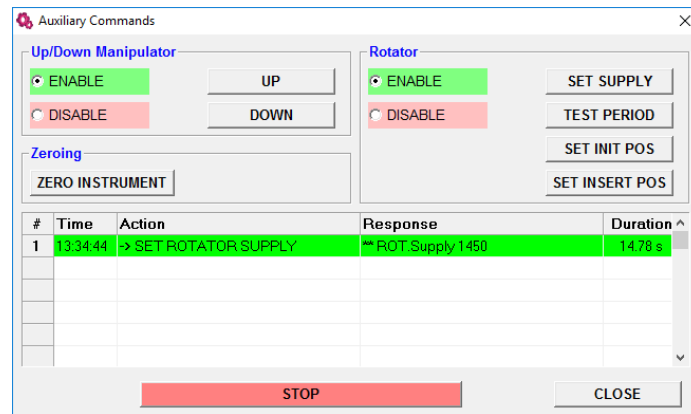 Auxiliary Commands
Up/Down Manipulator
ENABLE
UP
DISABLE
DOWN
Zeroing
ZERO INSTRUMENT
Rotator
ENABLE
SET SUPPLY
DISABLE
TEST PERIOD
SET INIT POS
SET INSERT POS
# Time Action Response Duration
1 13:34:44 -> SET ROTATOR SUPPLY ** ROT.Supply 1450 14.78 s
STOP
CLOSE